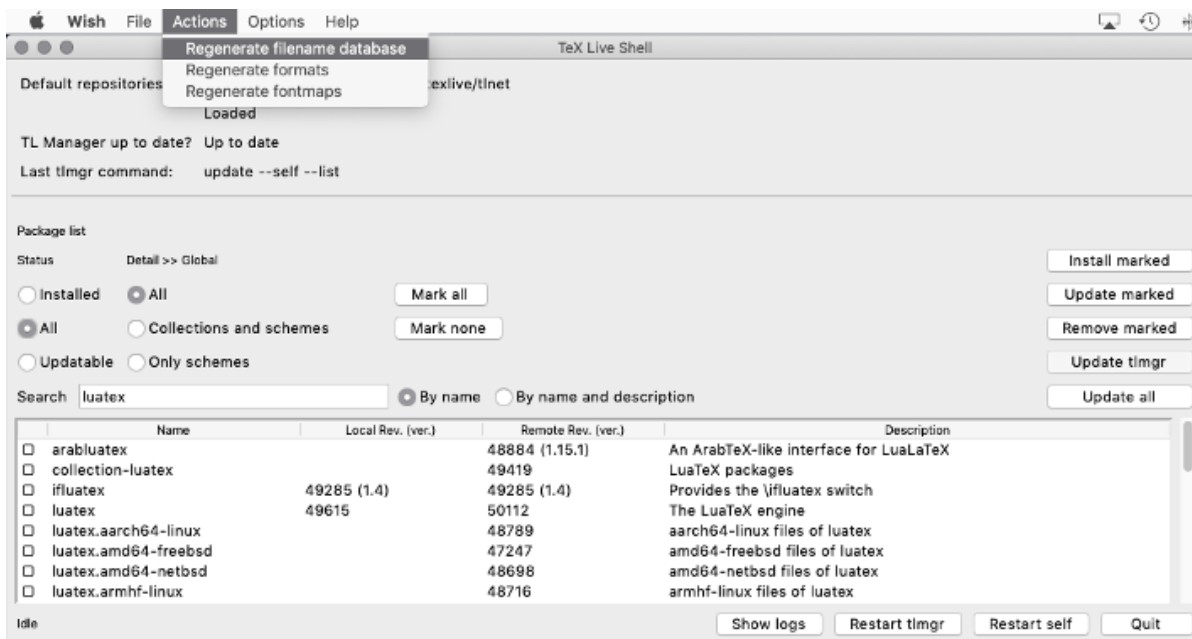 Wish File Actions Options Help
TeX Live Shell
Regenerate filename database
Regenerate formats
Regenerate fontmaps
Default repositories exlive/tlnet
Loaded
TL Manager up to date? Up to date
Last tlmgr command: update --self --list
Package list
Status Detail >> Global Install marked
Installed All Mark all Update marked
All Collections and schemes Mark none Remove marked
Updatable Only schemes Update tlmgr
Search luatex By name By name and description Update all
Name Local Rev. (ver.) Remote Rev. (ver.) Description
arabluatex 48884 (1.15.1) An ArabTeX-like interface for LuaLaTeX
collection-luatex 49419 LuaTeX packages
ifluatex 49285 (1.4) 49285 (1.4) Provides the \ifluatex switch
luatex 49615 50112 The LuaTeX engine
luatex.aarch64-linux 48789 aarch64-linux files of luatex
luatex.amd64-freebsd 47247 amd64-freebsd files of luatex
luatex.amd64-netbsd 48698 amd64-netbsd files of luatex
luatex.armhf-linux 48716 armhf-linux files of luatex
Idle Show logs Restart tlmgr Restart self Quit